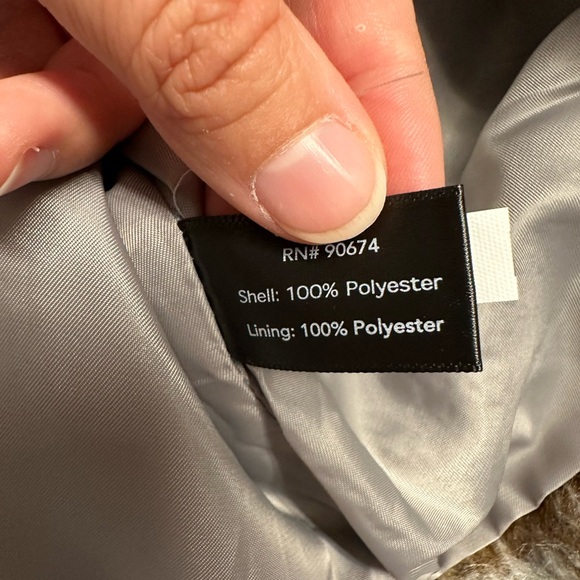 RN# 90674
Shell: 100% Polyester
Lining: 100% Polyester